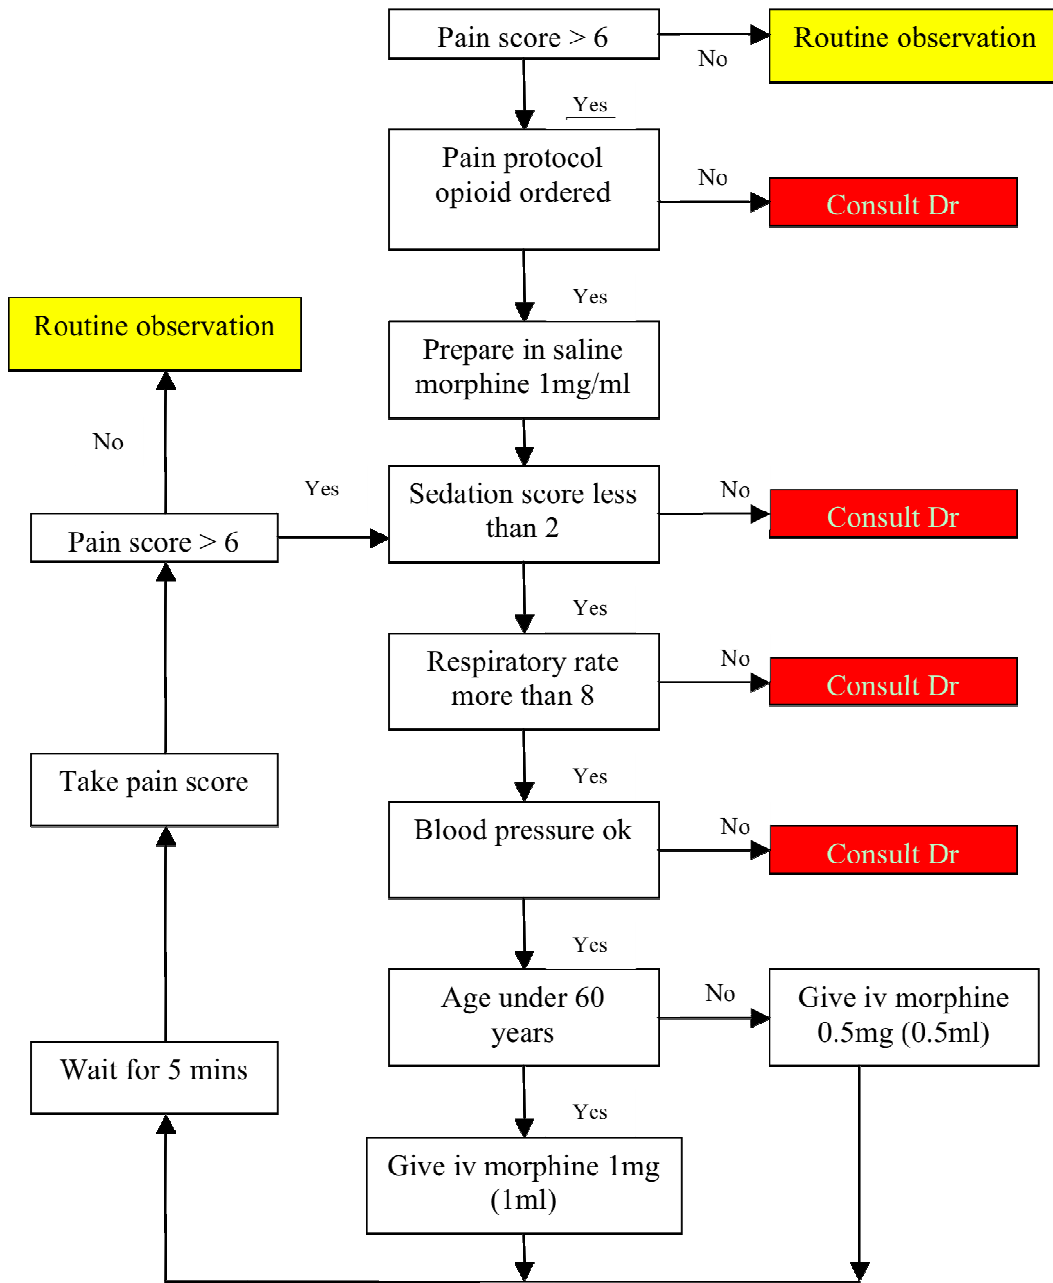 Pain score > 6
Routine observation
No
Yes
Pain protocol
opioid ordered
No
Consult Dr
Yes
Routine observation
Prepare in saline
morphine 1mg/ml
No
Yes
Sedation score less
than 2
No
Consult Dr
Pain score > 6
Yes
Respiratory rate
more than 8
No
Consult Dr
Take pain score
Yes
Blood pressure ok
No
Consult Dr
Yes
Age under 60
years
No
Give iv morphine
0.5mg (0.5ml)
Wait for 5 mins
Yes
Give iv morphine 1mg
(1ml)